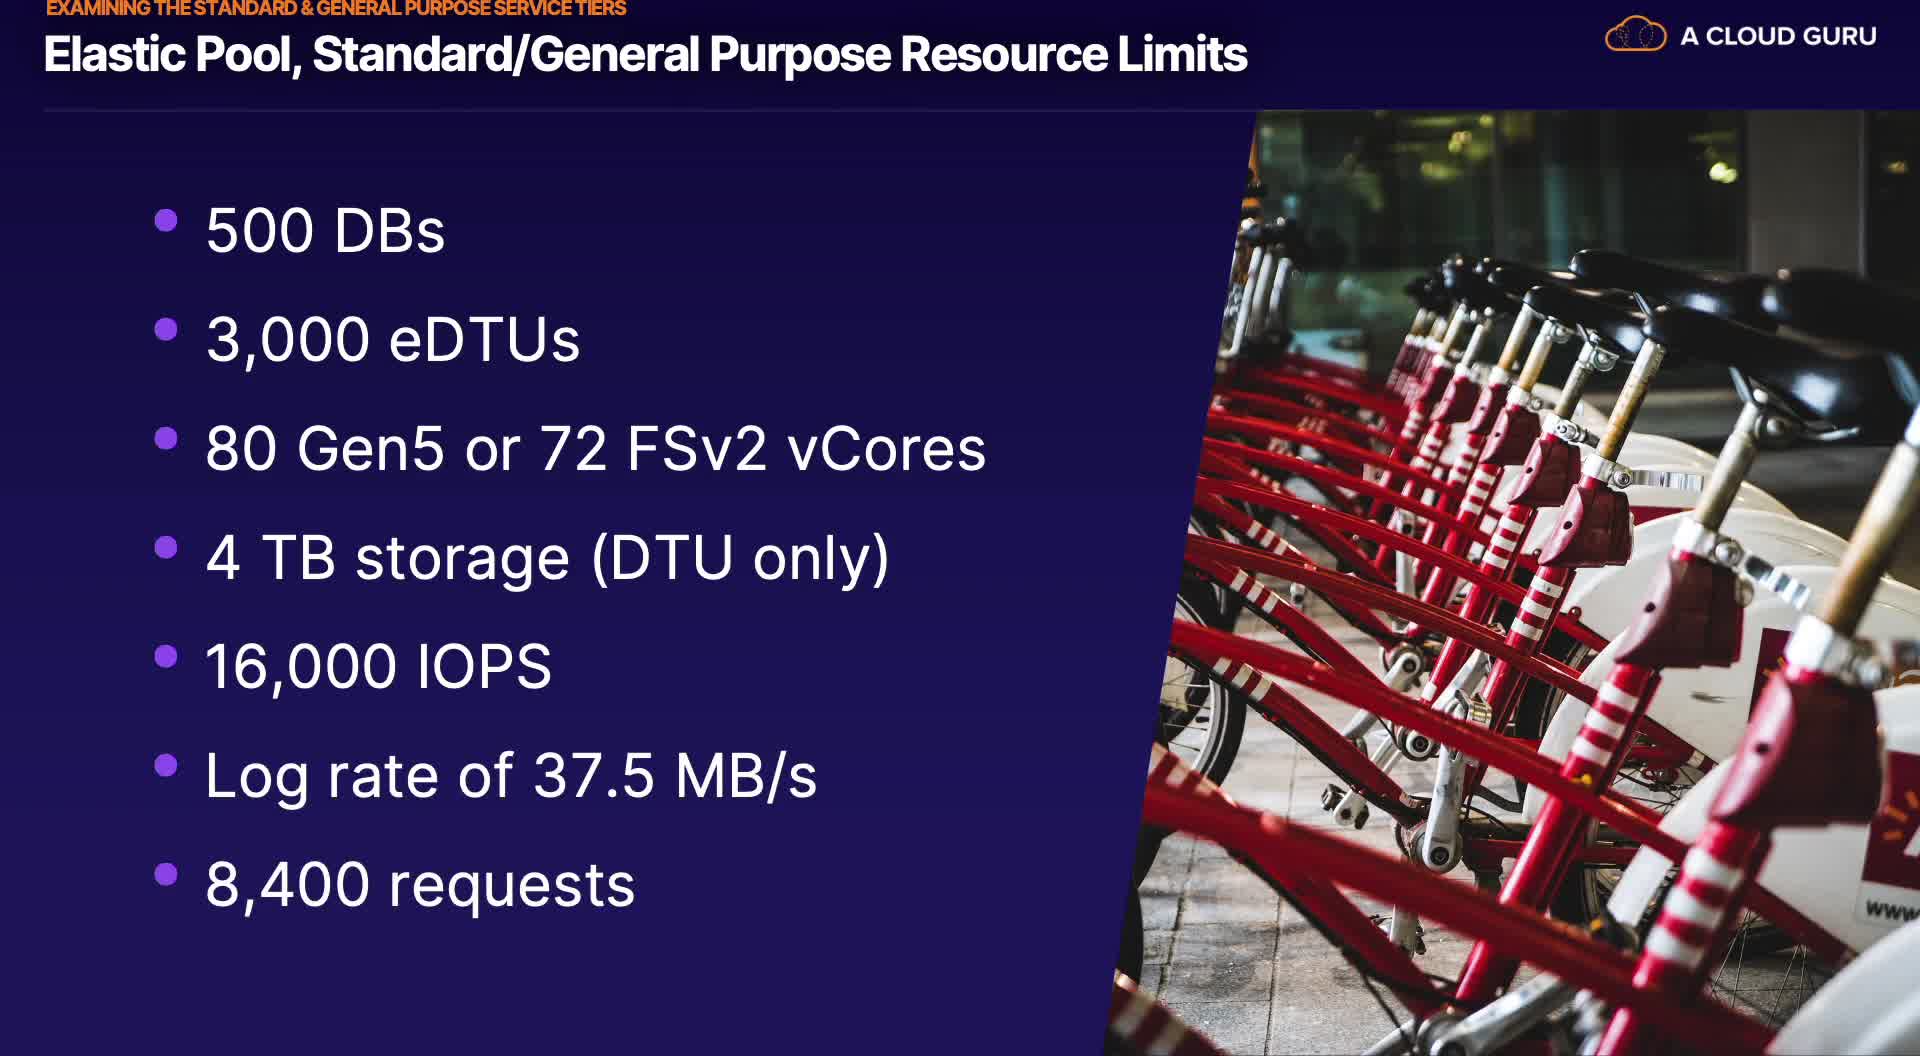 EXAMINING THE STANDARD & GENERAL PURPOSE SERVICE TIERS
Elastic Pool, Standard/General Purpose Resource Limits
A CLOUD GURU
500 DBs
3,000 eDTUs
80 Gen5 or 72 FSv2 vCores
4 TB storage (DTU only)
16,000 IOPS
Log rate of 37.5 MB/s
8,400 requests
www